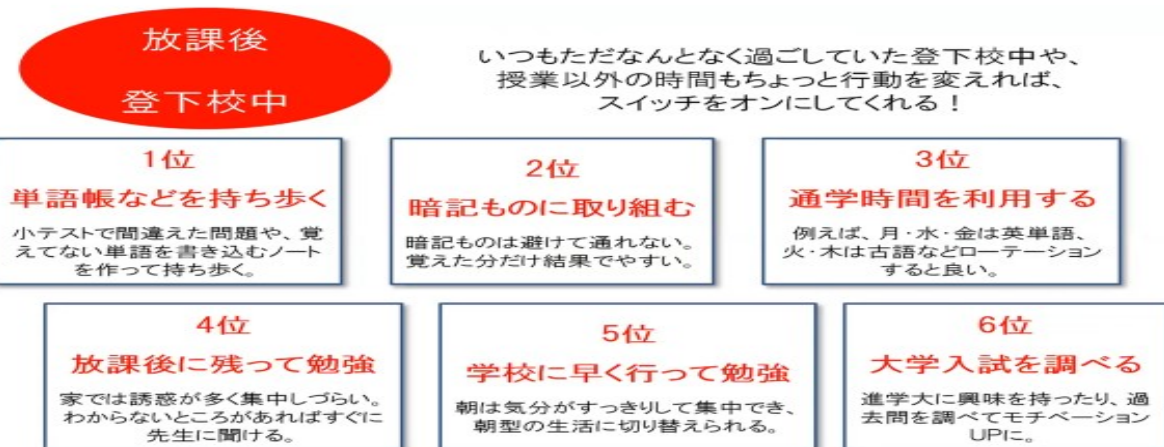 放課後
登下校中
いつもただなんとなく過ごしていた登下校中や、
授業以外の時間もちょっと行動を変えれば、
スイッチをオンにしてくれる！
1位
単語帳などを持ち歩く
小テストで間違えた問題や、覚
えてない単語を書き込むノート
を作って持ち歩く。
2位
暗記ものに取り組む
暗記ものは避けて通れない。
覚えた分だけ結果でやすい。
3位
通学時間を利用する
例えば、月・水・金は英単語、
火・木は古語などローテーション
すると良い。
4位
放課後に残って勉強
家では誘惑が多く集中しづらい。
わからないところがあればすぐに
先生に聞ける。
5位
学校に早く行って勉強
朝は気分がすっきりして集中でき、
朝型の生活に切り替えられる。
6位
大学入試を調べる
進学大に興味を持ったり、過
去問を調べてモチベーション
UPに。